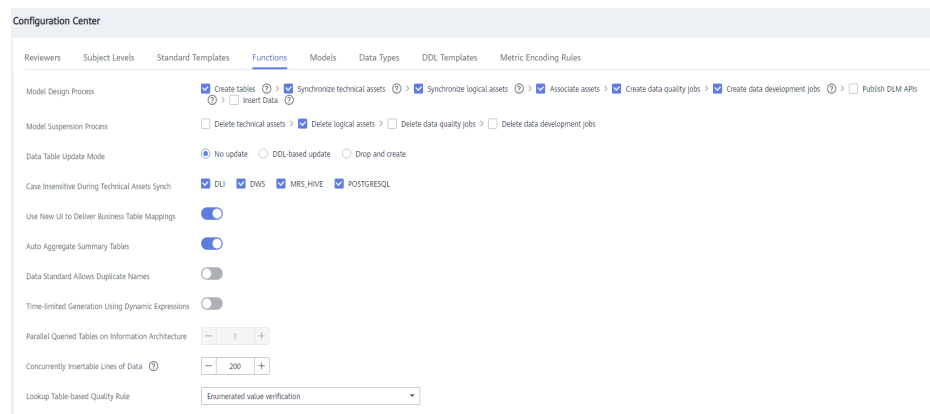 Configuration Center
Reviewers Subject Levels Standard Templates Functions Models Data Types DDL Templates Metric Encoding Rules
Model Design Process Create tables ? > Synchronize technical assets ? > Synchronize logical assets ? > Associate assets > Create data quality jobs > Create data development jobs ? > Publish DLM APIs
? > Insert Data ?
Model Suspension Process Delete technical assets > Delete logical assets > Delete data quality jobs > Delete data development jobs
Data Table Update Mode No update DDL-based update Drop and create
Case Insensitive During Technical Assets Synch DLI DWS MRS_HIVE POSTGRESQL
Use New UI to Deliver Business Table Mappings
Auto Aggregate Summary Tables
Data Standard Allows Duplicate Names
Time-limited Generation Using Dynamic Expressions
Parallel Queried Tables on Information Architecture − 1 +
Concurrently Insertable Lines of Data ? − 200 +
Lookup Table-based Quality Rule Enumerated value verification